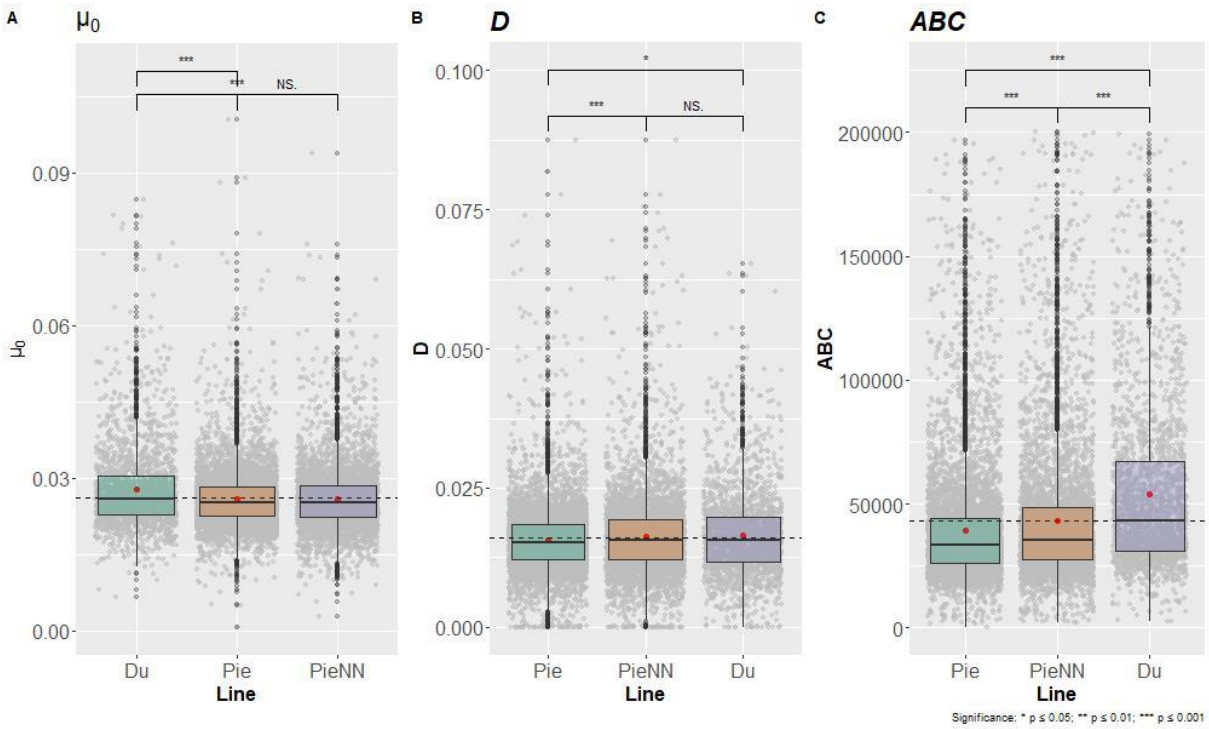 A
μ0
***
***
NS.
0.09
0.06
0.03
0.00
μ0
Du
Pie
PieNN
Line
B
D
*
***
NS.
0.100
0.075
0.050
0.025
0.000
D
Pie
PieNN
Du
Line
C
ABC
***
***
***
200000
150000
100000
50000
0
ABC
Pie
PieNN
Du
Line
Significance: * p ≤ 0.05; ** p ≤ 0.01; *** p ≤ 0.001